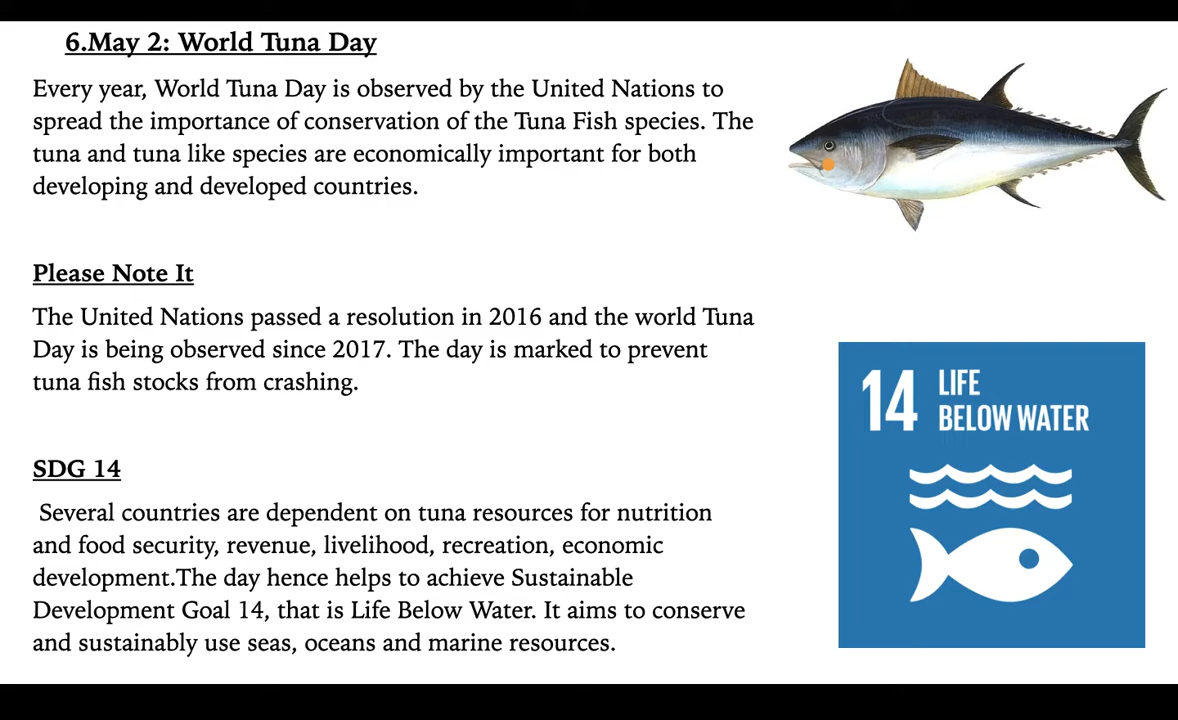 6.May 2: World Tuna Day
Every year, World Tuna Day is observed by the United Nations to
spread the importance of conservation of the Tuna Fish species. The
tuna and tuna like species are economically important for both
developing and developed countries.
Please Note It
The United Nations passed a resolution in 2016 and the world Tuna
Day is being observed since 2017. The day is marked to prevent
tuna fish stocks from crashing.
SDG 14
Several countries are dependent on tuna resources for nutrition
and food security, revenue, livelihood, recreation, economic
development.The day hence helps to achieve Sustainable
Development Goal 14, that is Life Below Water. It aims to conserve
and sustainably use seas, oceans and marine resources.
14 LIFE
BELOW WATER